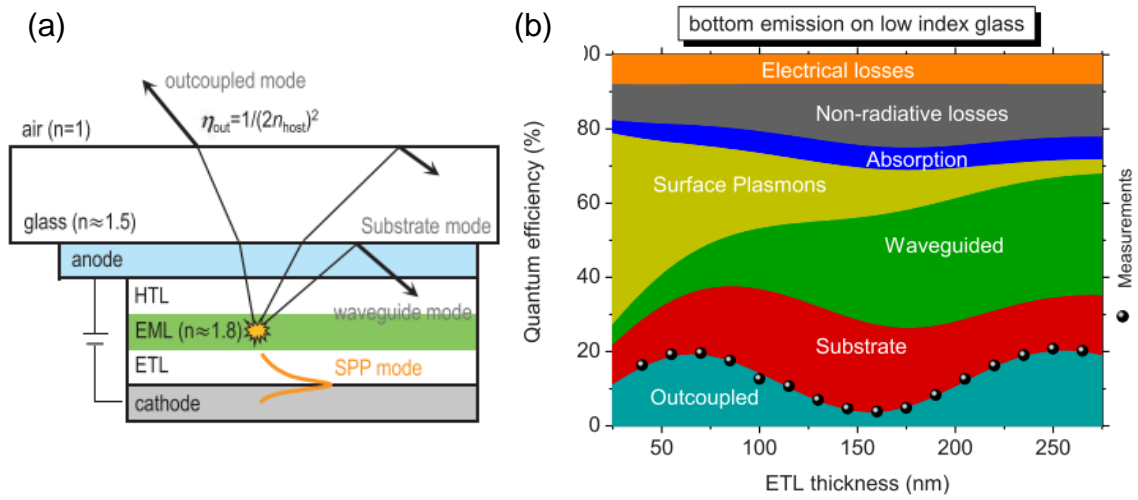 (a)
outcoupled mode
ηout=1/(2nhost)2
air (n=1)
glass (n≈1.5)
Substrate mode
anode
HTL
waveguide mode
EML (n≈1.8)
ETL
SPP mode
cathode
(b)
bottom emission on low index glass
Quantum efficiency (%)
00
80
60
40
20
0
Electrical losses
Non-radiative losses
Absorption
Surface Plasmons
Waveguided
Substrate
Outcoupled
50
100
150
200
250
ETL thickness (nm)
Measurements